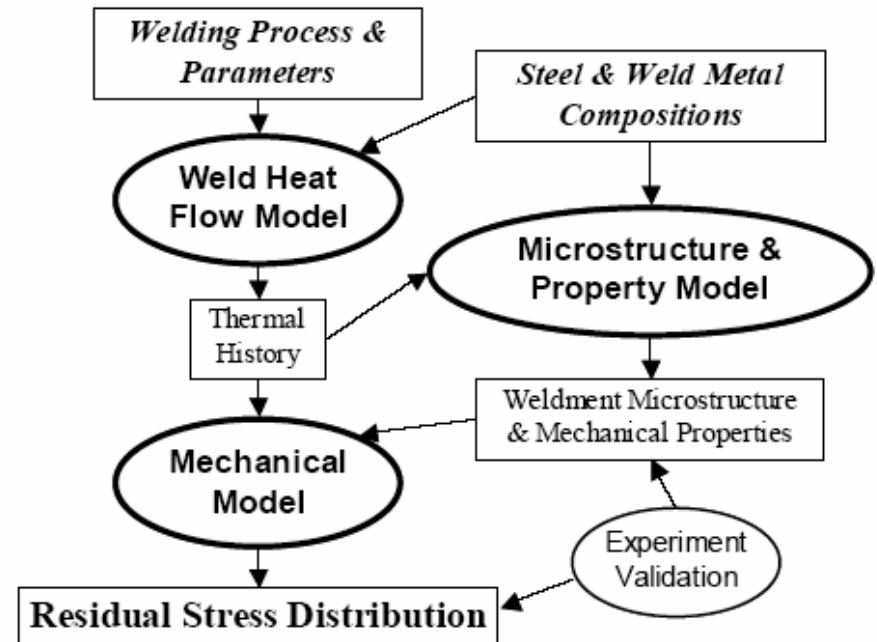 Welding Process &
Parameters
Steel & Weld Metal
Compositions
Weld Heat
Flow Model
Microstructure &
Property Model
Thermal
History
Weldment Microstructure
& Mechanical Properties
Mechanical
Model
Experiment
Validation
Residual Stress Distribution